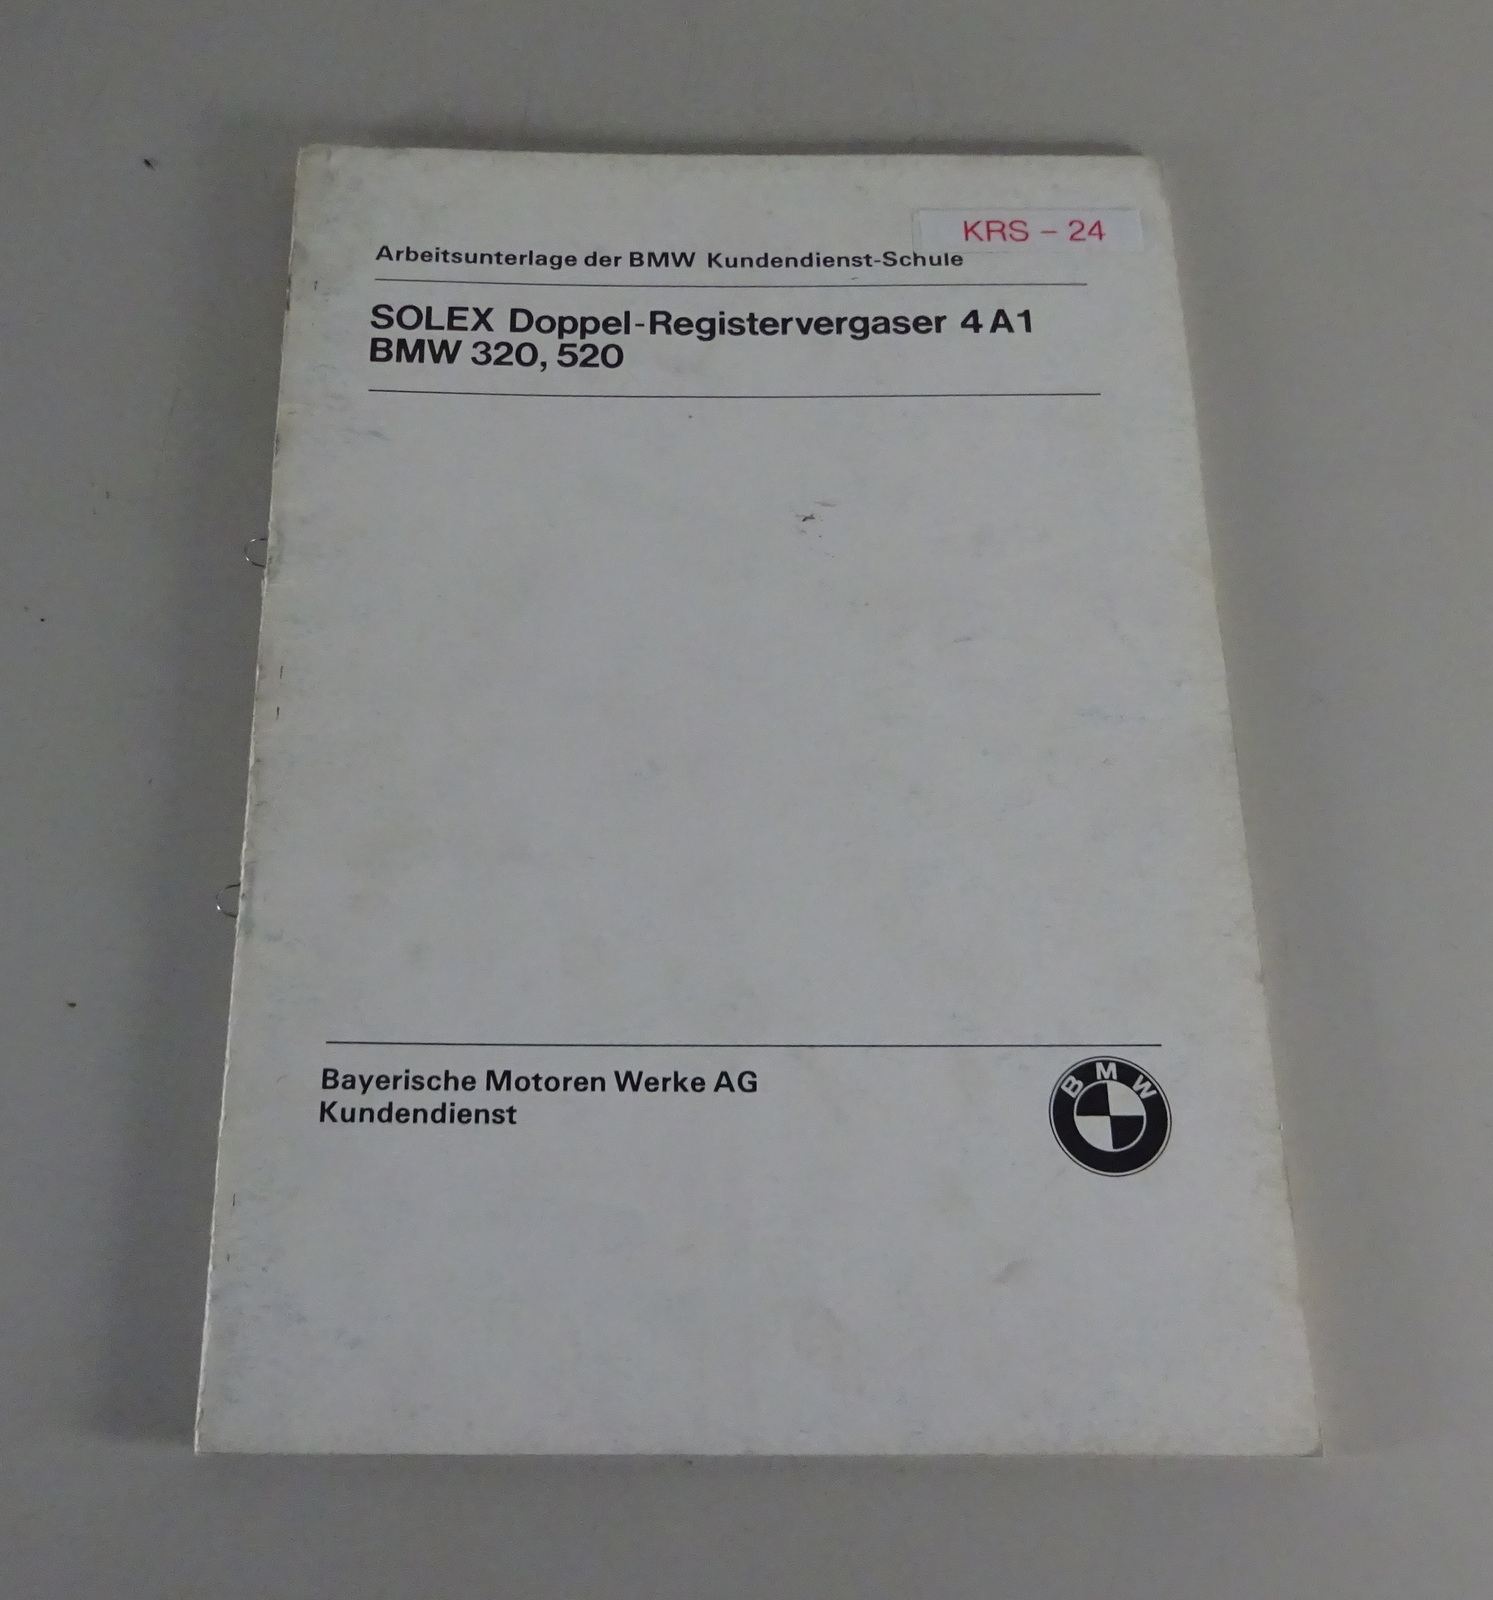 KRS – 24
Arbeitsunterlage der BMW Kundendienst-Schule
SOLEX Doppel-Registervergaser 4 A1
BMW 320, 520
Bayerische Motoren Werke AG
Kundendienst
BMW